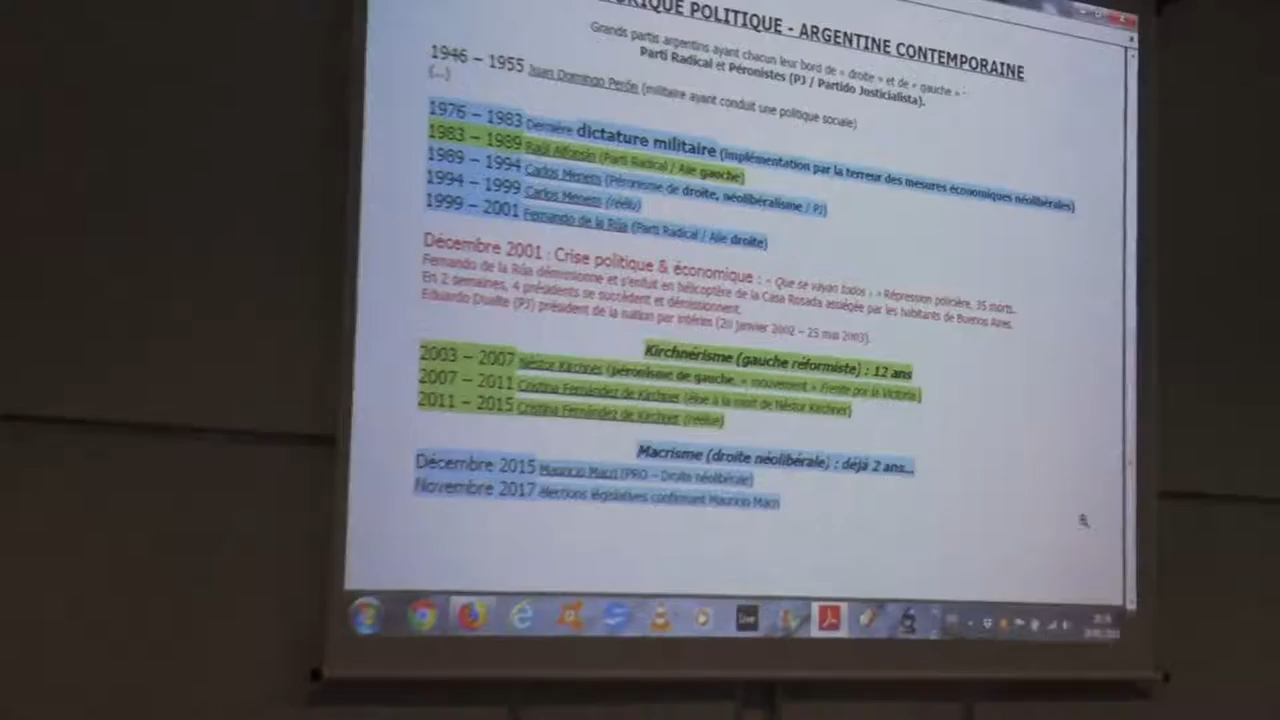 ORIQUE POLITIQUE - ARGENTINE CONTEMPORAINE
Grands partis argentins ayant chacun leur bord de « droite » et de « gauche » :
Parti Radical et Péronistes (PJ / Partido Justicialista).
1946 – 1955 Juan Domingo Perón (militaire ayant conduit une politique sociale)
(...)
1976 – 1983 Dernière dictature militaire (implémentation par la terreur des mesures économiques néolibérales)
1983 – 1989 Raúl Alfonsín (Parti Radical / Aile gauche)
1989 – 1994 Carlos Menem (Péronisme de droite, néolibéralisme / PJ)
1994 – 1999 Carlos Menem (réélu)
1999 – 2001 Fernando de la Rúa (Parti Radical / Aile droite)
Décembre 2001 : Crise politique & économique : « Que se vayan todos ! » Répression policière, 35 morts.
Fernando de la Rúa démissionne et s'enfuit en hélicoptère de la Casa Rosada assiégée par les habitants de Buenos Aires.
En 2 semaines, 4 présidents se succèdent et démissionnent.
Eduardo Dualte (PJ) président de la nation par intérim (20 janvier 2002 – 25 mai 2003).
Kirchnérisme (gauche réformiste) : 12 ans
2003 – 2007 Néstor Kirchner (péronisme de gauche, « mouvement » Frente por la Victoria)
2007 – 2011 Cristina Fernández de Kirchner (élue à la mort de Néstor Kirchner)
2011 – 2015 Cristina Fernández de Kirchner (réélue)
Macrisme (droite néolibérale) : déjà 2 ans...
Décembre 2015 Mauricio Macri (PRO – Droite néolibérale)
Novembre 2017 élections législatives confirment Mauricio Macri
Live